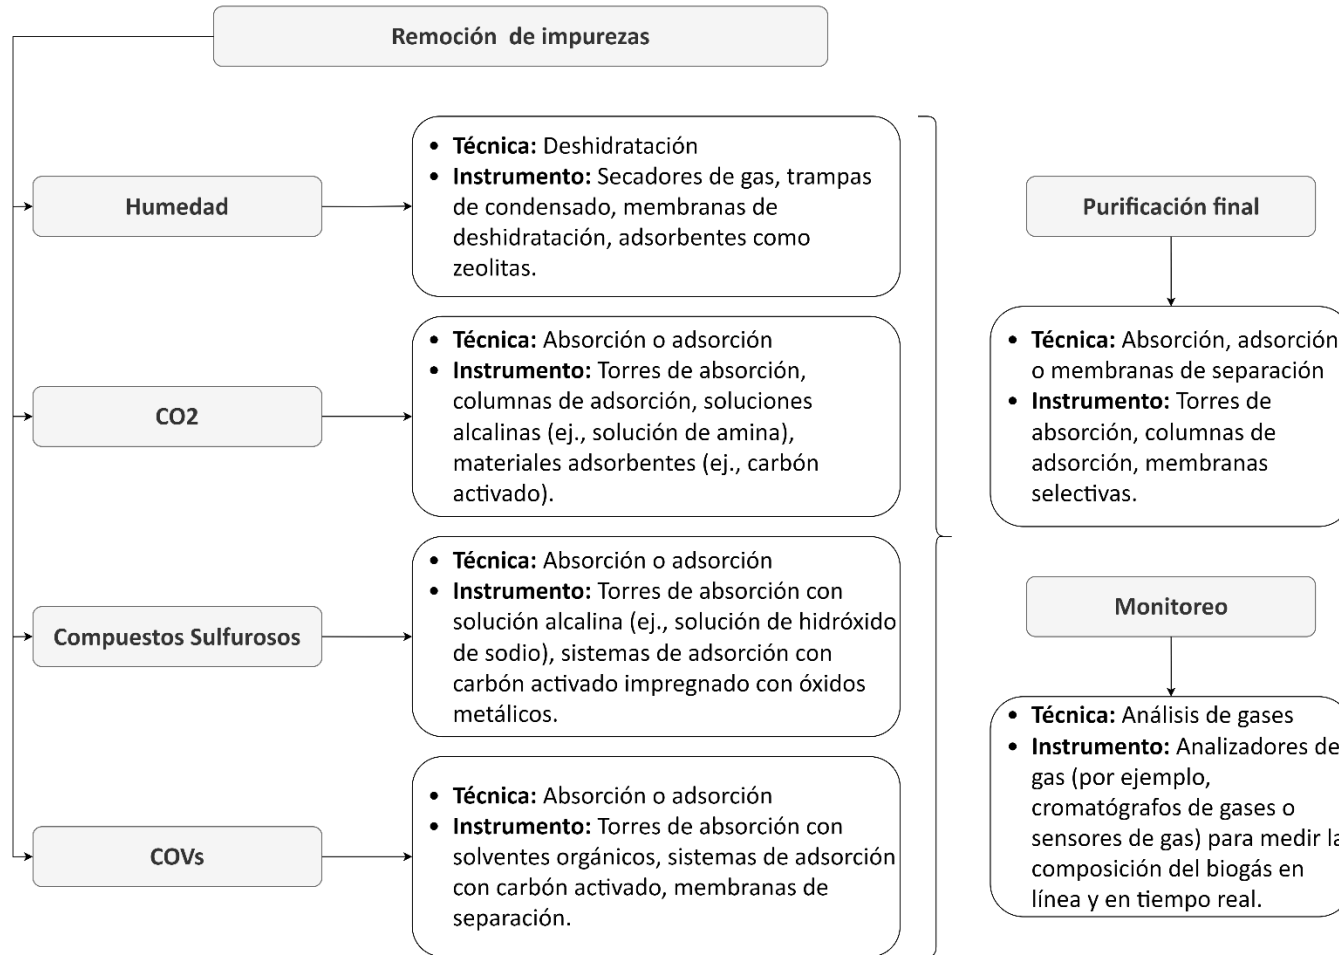 Remoción de impurezas
Humedad
• Técnica: Deshidratación
• Instrumento: Secadores de gas, trampas
de condensado, membranas de
deshidratación, adsorbentes como
zeolitas.
CO2
• Técnica: Absorción o adsorción
• Instrumento: Torres de absorción,
columnas de adsorción, soluciones
alcalinas (ej., solución de amina),
materiales adsorbentes (ej., carbón
activado).
Compuestos Sulfurosos
• Técnica: Absorción o adsorción
• Instrumento: Torres de absorción con
solución alcalina (ej., solución de hidróxido
de sodio), sistemas de adsorción con
carbón activado impregnado con óxidos
metálicos.
COVs
• Técnica: Absorción o adsorción
• Instrumento: Torres de absorción con
solventes orgánicos, sistemas de adsorción
con carbón activado, membranas de
separación.
Purificación final
• Técnica: Absorción, adsorción
o membranas de separación
• Instrumento: Torres de
absorción, columnas de
adsorción, membranas
selectivas.
Monitoreo
• Técnica: Análisis de gases
• Instrumento: Analizadores de
gas (por ejemplo,
cromatógrafos de gases o
sensores de gas) para medir la
composición del biogás en
línea y en tiempo real.